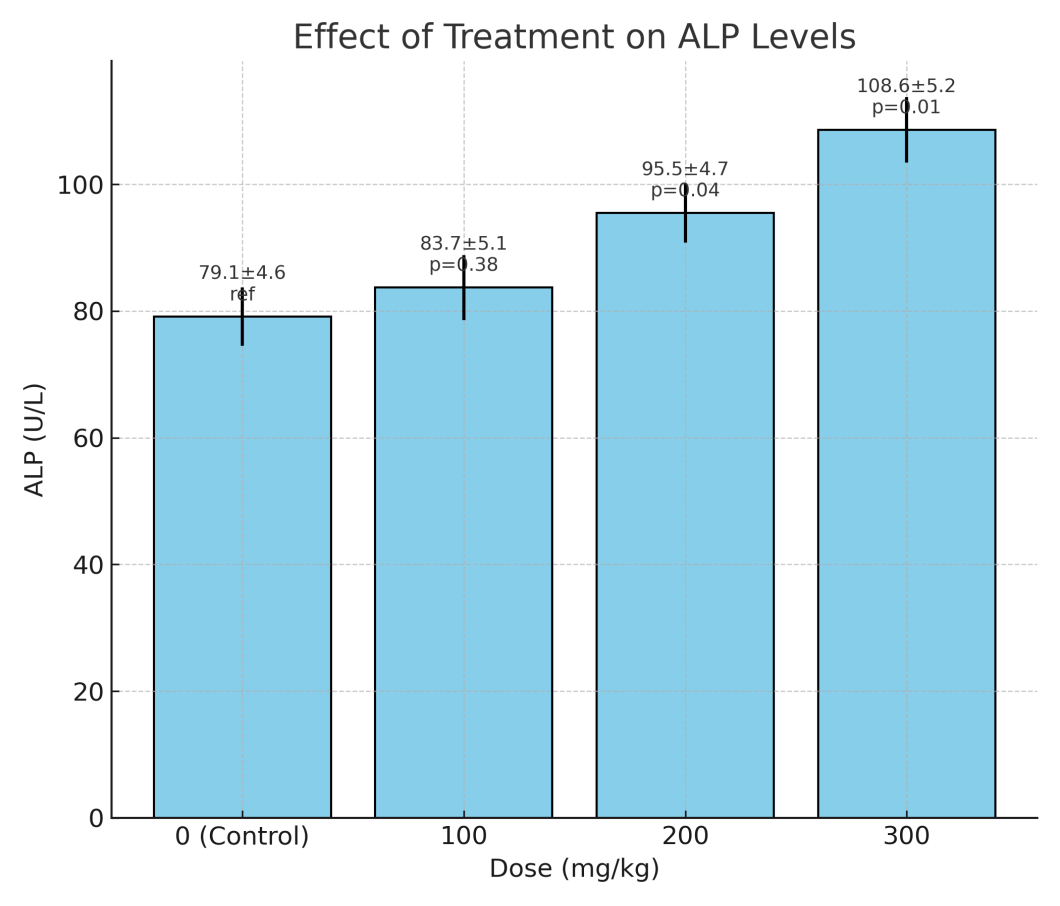 Effect of Treatment on ALP Levels
108.6±5.2
p=0.01
95.5±4.7
p=0.04
83.7±5.1
p=0.38
79.1±4.6
ref
100
80
60
40
20
0
ALP (U/L)
0 (Control)
100
200
300
Dose (mg/kg)